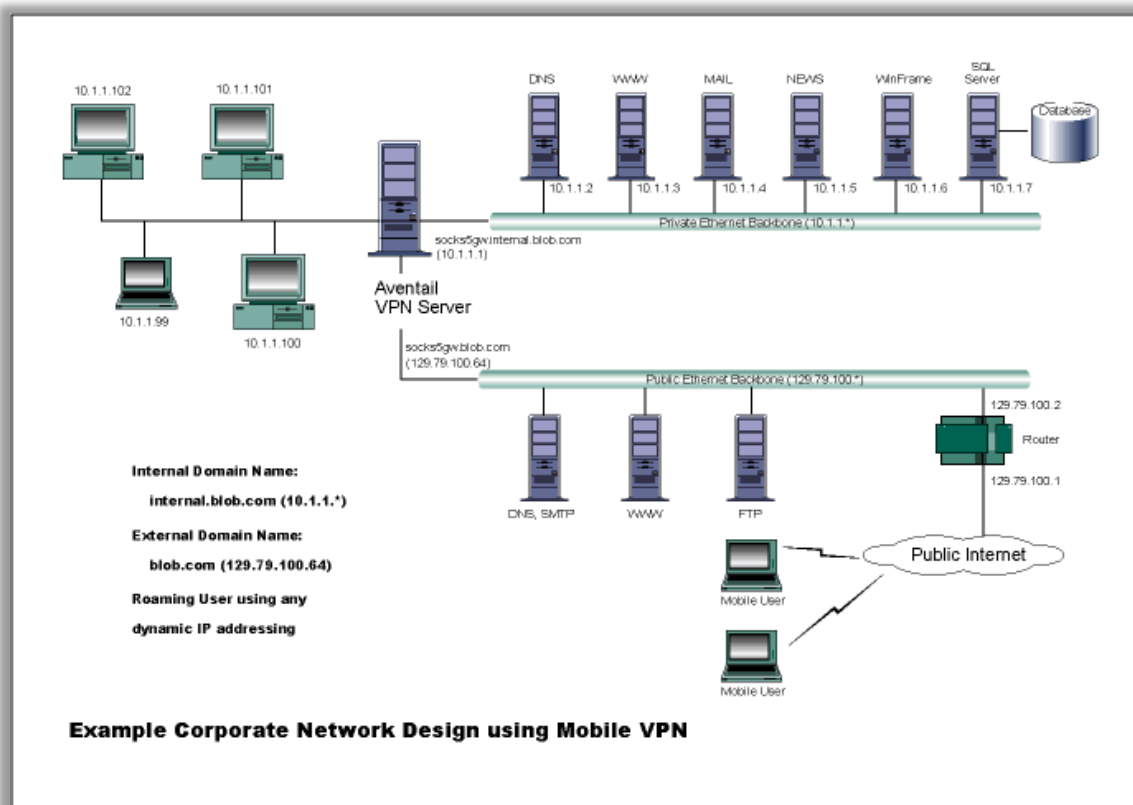 DNS
WWW
MAIL
NEWS
WinFrame
SQL
Server
Database
10.1.1.102
10.1.1.101
10.1.1.2
10.1.1.3
10.1.1.4
10.1.1.5
10.1.1.6
10.1.1.7
Private Ethernet Backbone (10.1.1.*)
socks5gw.internal.blob.com
(10.1.1.1)
Aventail
VPN Server
10.1.1.99
10.1.1.100
socks5gw.blob.com
(129.79.100.64)
Public Ethernet Backbone (129.79.100.*)
129.79.100.2
Router
129.79.100.1
DNS, SMTP
WWW
FTP
Public Internet
Mobile User
Mobile User
Internal Domain Name:
internal.blob.com (10.1.1.*)
External Domain Name:
blob.com (129.79.100.64)
Roaming User using any
dynamic IP addressing
Example Corporate Network Design using Mobile VPN